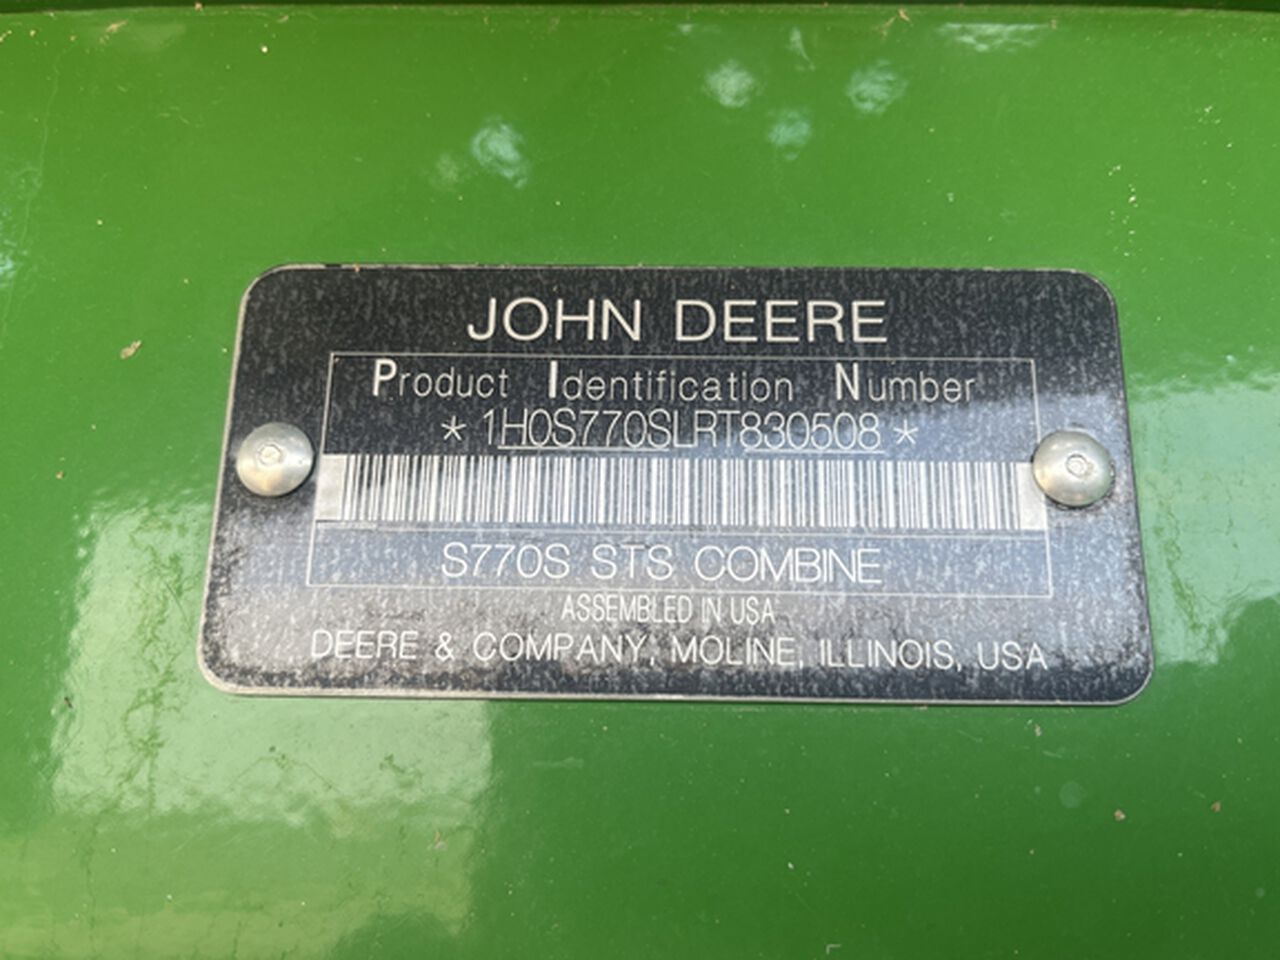 JOHN DEERE
Product Identification Number
*1H0S770SLRT830508*
S770S STS COMBINE
ASSEMBLED IN USA
DEERE & COMPANY, MOLINE, ILLINOIS, USA